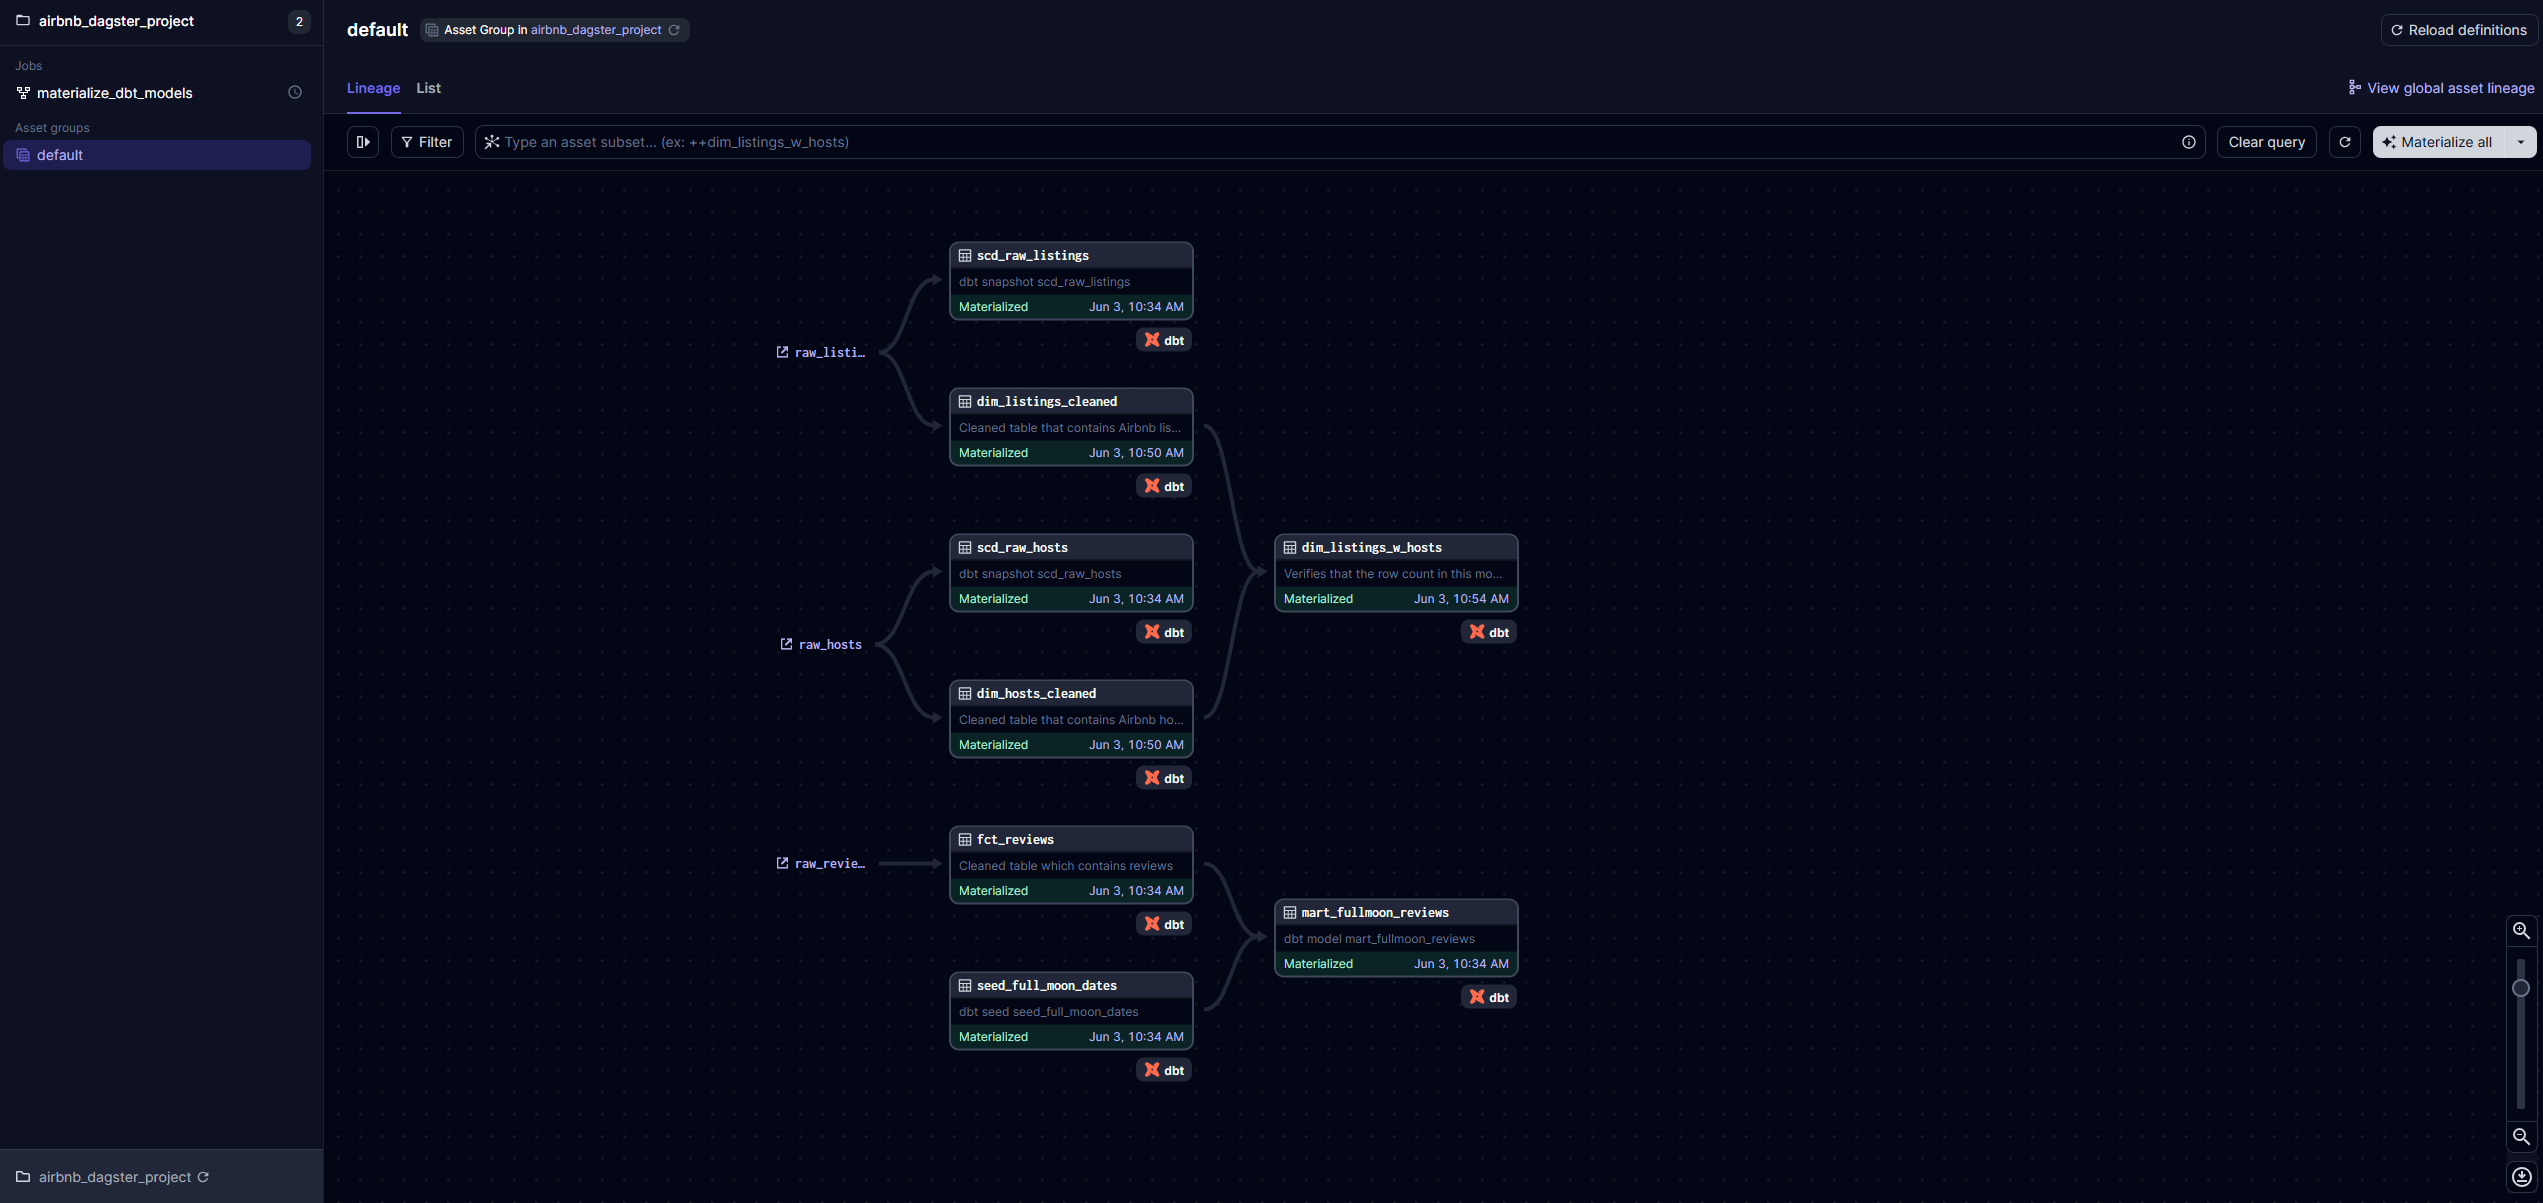 airbnb_dagster_project 2
Jobs
materialize_dbt_models
Asset groups
default
airbnb_dagster_project
default Asset Group in airbnb_dagster_project
Reload definitions
Lineage List
View global asset lineage
Filter
Type an asset subset... (ex: ++dim_listings_w_hosts)
Clear query
Materialize all
scd_raw_listings
dbt snapshot scd_raw_listings
Materialized Jun 3, 10:34 AM
dbt
raw_listi…
dim_listings_cleaned
Cleaned table that contains Airbnb lis...
Materialized Jun 3, 10:50 AM
dbt
scd_raw_hosts
dbt snapshot scd_raw_hosts
Materialized Jun 3, 10:34 AM
dbt
dim_listings_w_hosts
Verifies that the row count in this mo...
Materialized Jun 3, 10:54 AM
dbt
raw_hosts
dim_hosts_cleaned
Cleaned table that contains Airbnb ho...
Materialized Jun 3, 10:50 AM
dbt
raw_revie…
fct_reviews
Cleaned table which contains reviews
Materialized Jun 3, 10:34 AM
dbt
mart_fullmoon_reviews
dbt model mart_fullmoon_reviews
Materialized Jun 3, 10:34 AM
dbt
seed_full_moon_dates
dbt seed seed_full_moon_dates
Materialized Jun 3, 10:34 AM
dbt